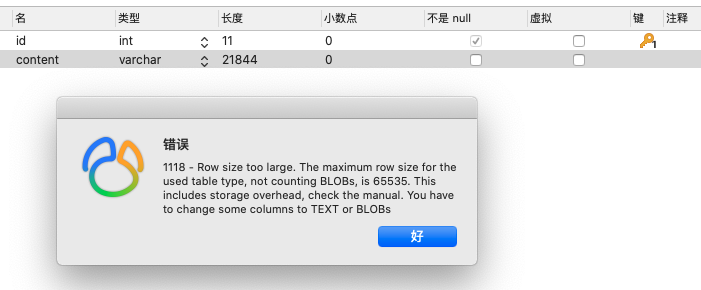 名 类型 长度 小数点 不是 null 虚拟 键 注释
id int 11 0 1
content varchar 21844 0
错误
1118 - Row size too large. The maximum row size for the
used table type, not counting BLOBs, is 65535. This
includes storage overhead, check the manual. You have
to change some columns to TEXT or BLOBs
好